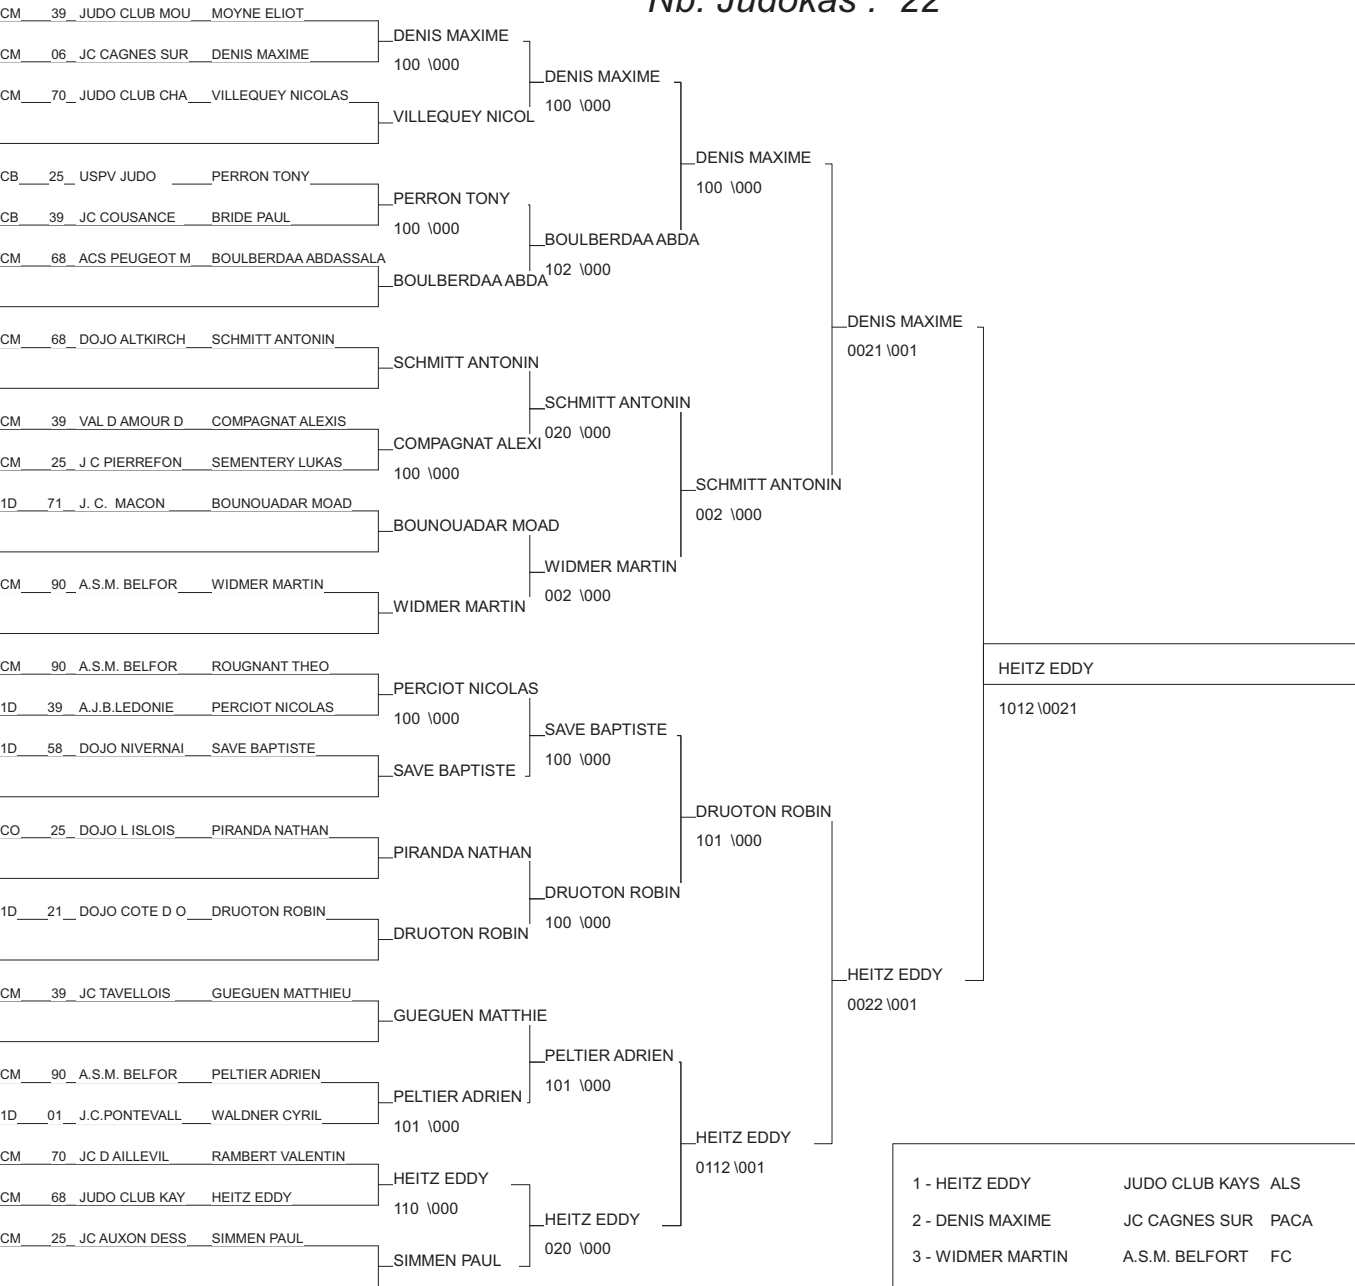 Nb. Judokas : 22
CM 39 JUDO CLUB MOU MOYNE ELIOT
DENIS MAXIME
100 \000
CM 06 JC CAGNES SUR DENIS MAXIME
DENIS MAXIME
100 \000
CM 70 JUDO CLUB CHA VILLEQUEY NICOLAS
VILLEQUEY NICOL
DENIS MAXIME
100 \000
CB 25 USPV JUDO PERRON TONY
PERRON TONY
100 \000
CB 39 JC COUSANCE BRIDE PAUL
BOULBERDAA ABDA
102 \000
CM 68 ACS PEUGEOT M BOULBERDAA ABDASSALA
BOULBERDAA ABDA
DENIS MAXIME
0021 \001
CM 68 DOJO ALTKIRCH SCHMITT ANTONIN
SCHMITT ANTONIN
SCHMITT ANTONIN
020 \000
CM 39 VAL D AMOUR D COMPAGNAT ALEXIS
COMPAGNAT ALEXI
100 \000
CM 25 J C PIERREFON SEMENTERY LUKAS
SCHMITT ANTONIN
002 \000
1D 71 J. C. MACON BOUNOUADAR MOAD
BOUNOUADAR MOAD
WIDMER MARTIN
002 \000
CM 90 A.S.M. BELFOR WIDMER MARTIN
WIDMER MARTIN
HEITZ EDDY
1012 \0021
CM 90 A.S.M. BELFOR ROUGNANT THEO
PERCIOT NICOLAS
100 \000
1D 39 A.J.B.LEDONIE PERCIOT NICOLAS
SAVE BAPTISTE
100 \000
1D 58 DOJO NIVERNAI SAVE BAPTISTE
SAVE BAPTISTE
DRUOTON ROBIN
101 \000
CO 25 DOJO L ISLOIS PIRANDA NATHAN
PIRANDA NATHAN
DRUOTON ROBIN
100 \000
1D 21 DOJO COTE D O DRUOTON ROBIN
DRUOTON ROBIN
HEITZ EDDY
0022 \001
CM 39 JC TAVELLOIS GUEGUEN MATTHIEU
GUEGUEN MATTHIE
PELTIER ADRIEN
101 \000
CM 90 A.S.M. BELFOR PELTIER ADRIEN
PELTIER ADRIEN
101 \000
1D 01 J.C.PONTEVALL WALDNER CYRIL
HEITZ EDDY
0112 \001
CM 70 JC D AILLEVIL RAMBERT VALENTIN
HEITZ EDDY
110 \000
CM 68 JUDO CLUB KAY HEITZ EDDY
HEITZ EDDY
020 \000
CM 25 JC AUXON DESS SIMMEN PAUL
SIMMEN PAUL
1 - HEITZ EDDY JUDO CLUB KAYS ALS
2 - DENIS MAXIME JC CAGNES SUR PACA
3 - WIDMER MARTIN A.S.M. BELFORT FC